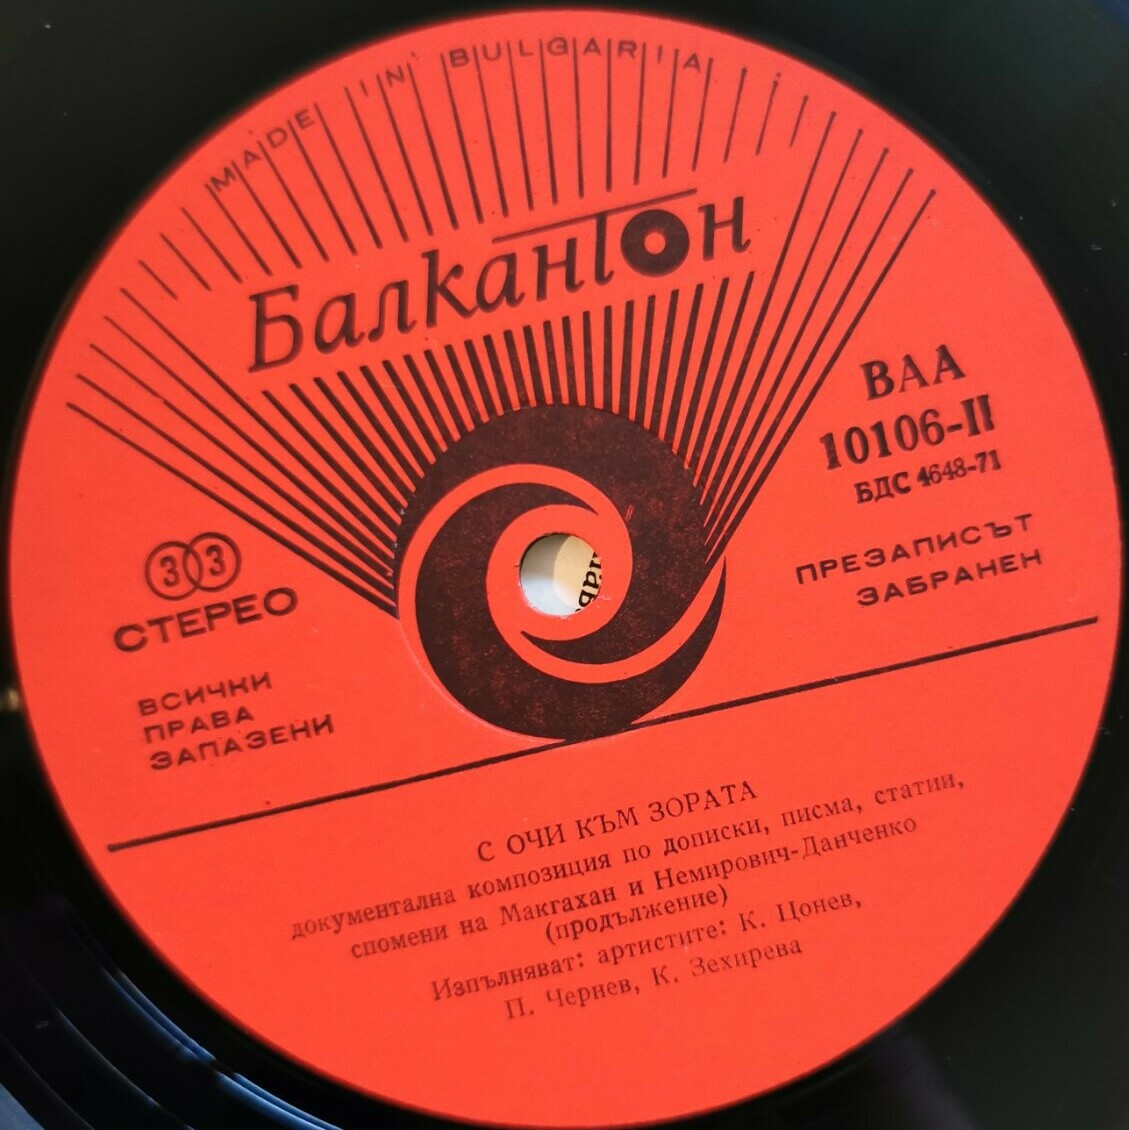 MADE IN BULGARIA
Балкантон
ВАА
10106-II
БДС 4648-71
ПРЕЗАПИСЪТ
ЗАБРАНЕН
33
СТЕРЕО
ВСИЧКИ
ПРАВА
ЗАПАЗЕНИ
С ОЧИ КЪМ ЗОРАТА
документална композиция по дописки, писма, статии,
спомени на Макгахан и Немирович-Данченко
(продължение)
Изпълняват: артистите: К. Цонев,
П. Чернев, К. Зехирева